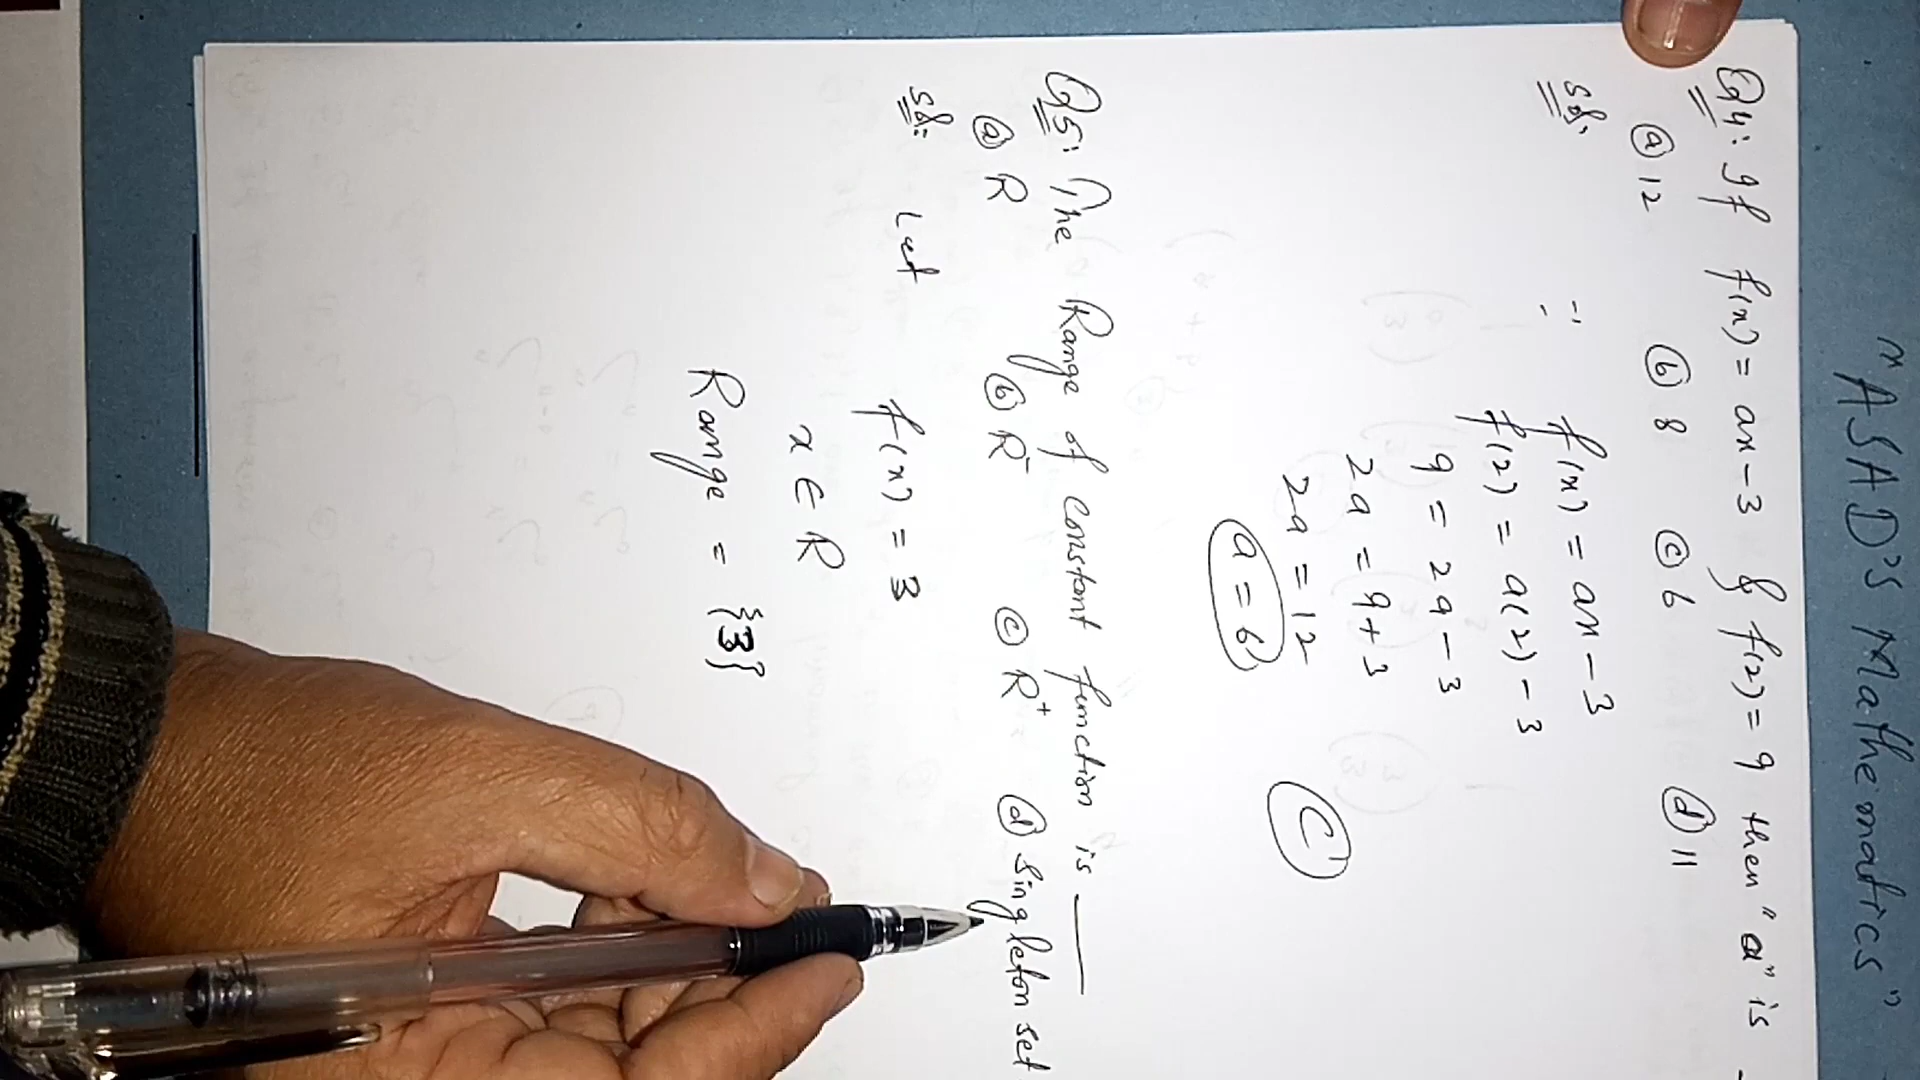 "ASAD'S Mathematics"
Q4: If f(x) = ax-3 & f(2) = 9 then "a" is
(a) 12 (b) 8 (c) 6 (d) 11
Sol:
∵ f(x) = ax - 3
f(2) = a(2) - 3
9 = 2a - 3
2a = 9+3
2a = 12
a = 6
C
Q5: The Range of constant function is ____
(a) R (b) R⁻ (c) R⁺ (d) Singleton set
Sol: Let
f(x) = 3
x ∈ R
Range = {3}